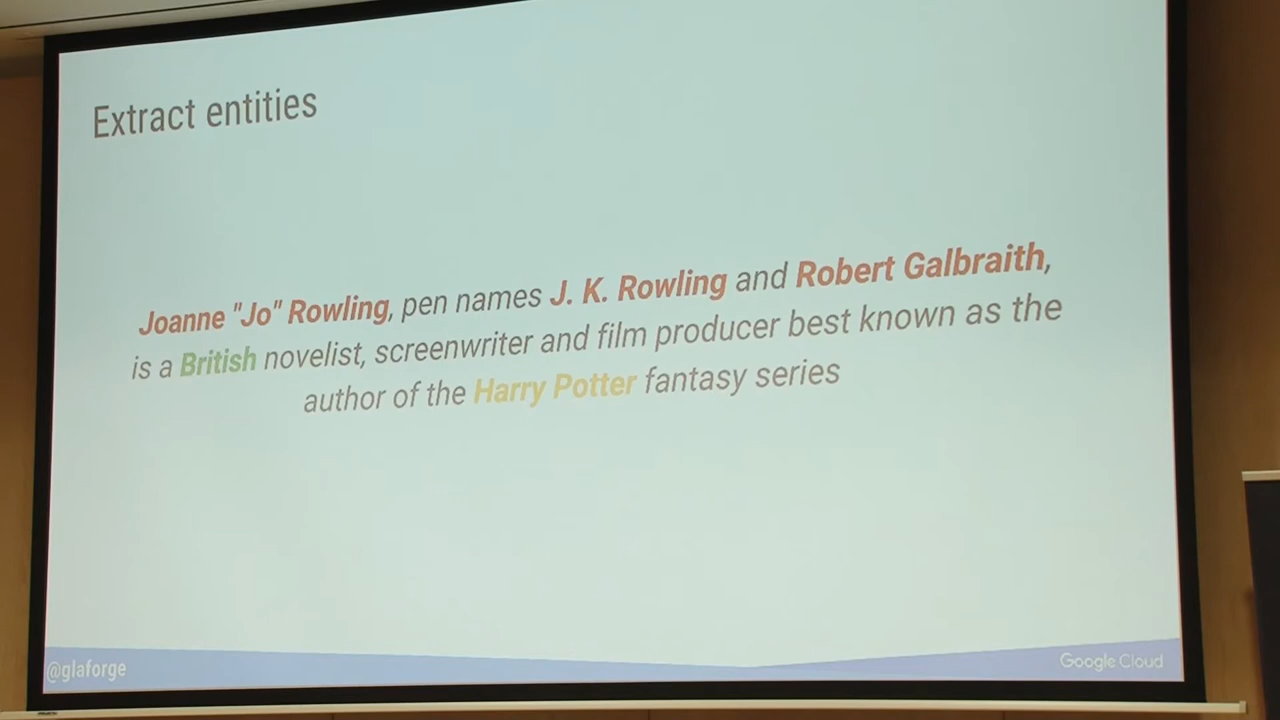 Extract entities
Joanne "Jo" Rowling, pen names J. K. Rowling and Robert Galbraith,
is a British novelist, screenwriter and film producer best known as the
author of the Harry Potter fantasy series
@glaforge
Google Cloud